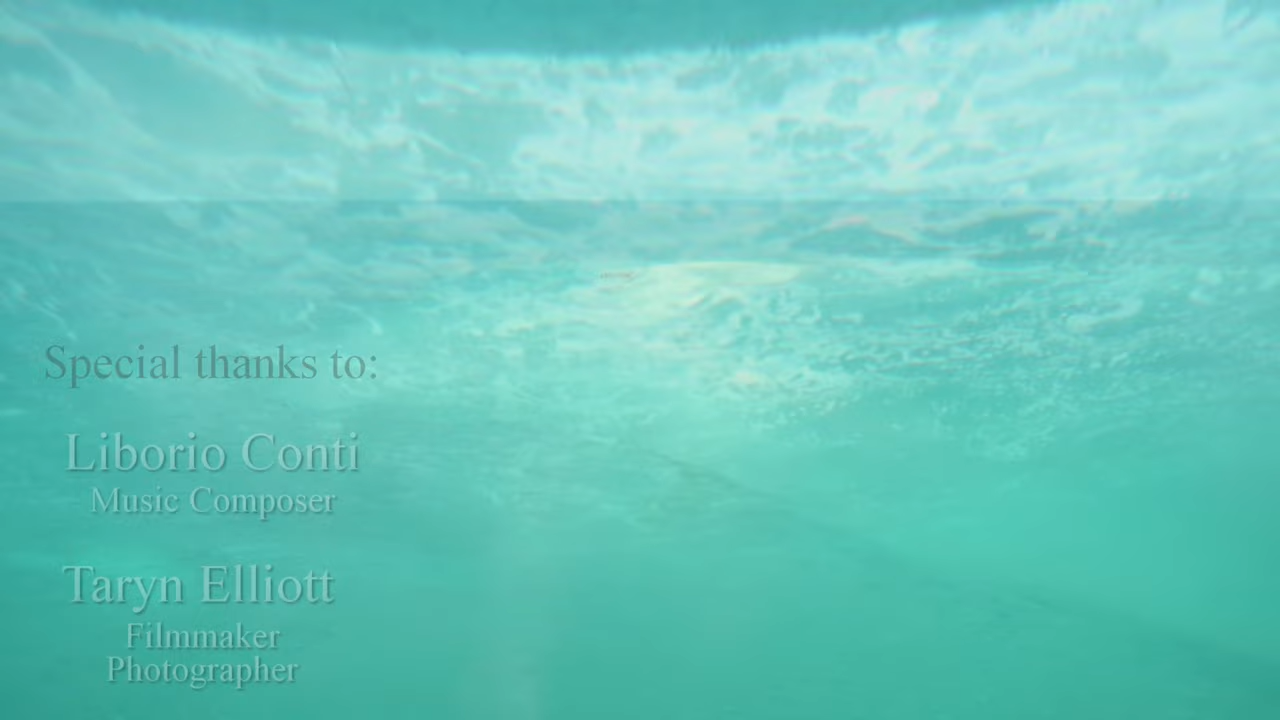 Special thanks to:
Liborio Conti
Music Composer
Taryn Elliott
Filmmaker
Photographer